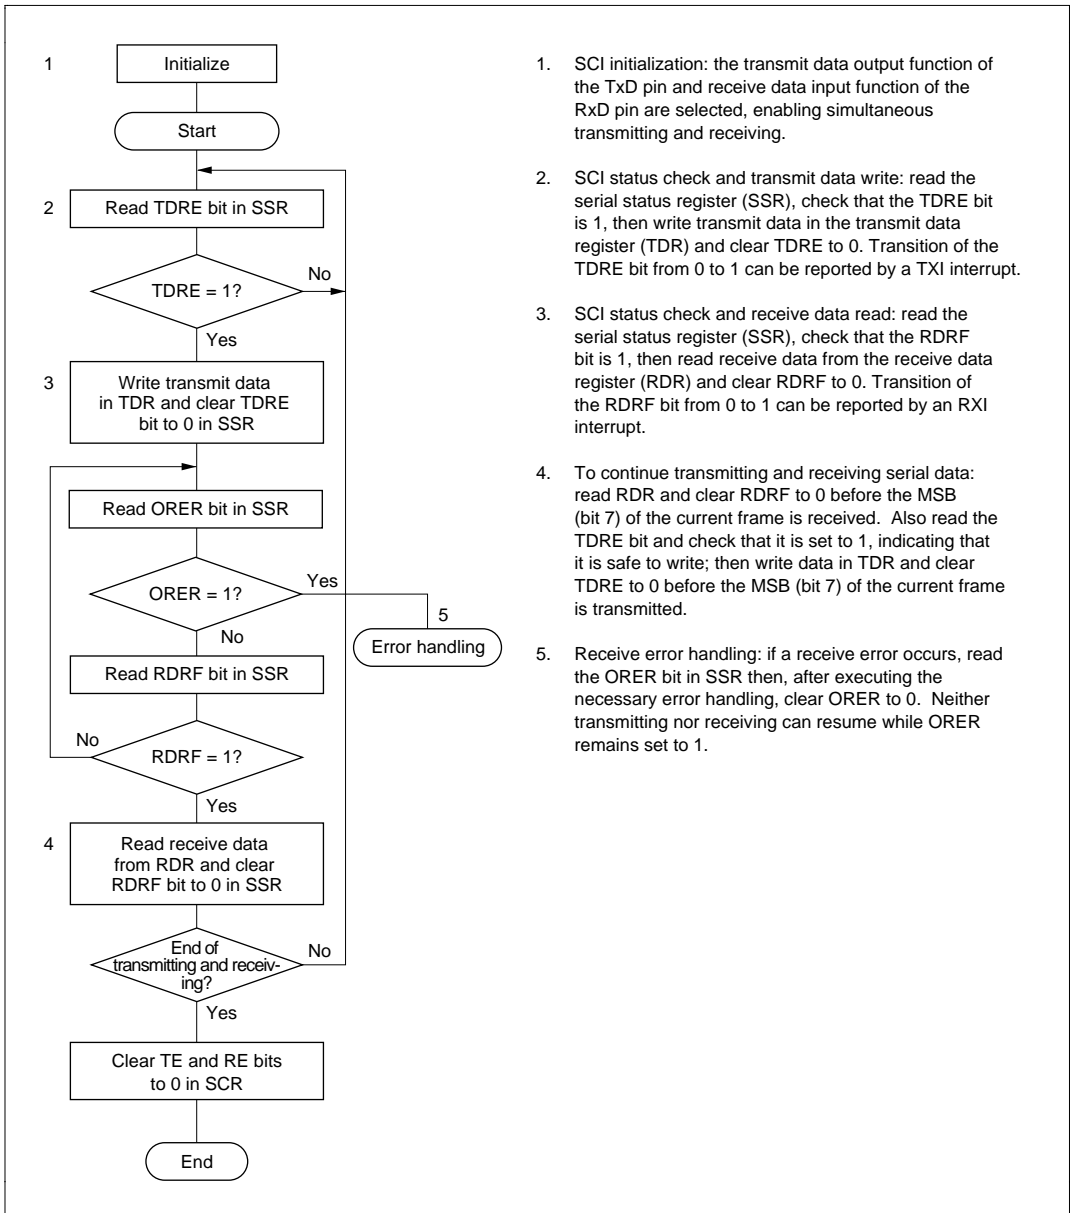 1
Initialize
Start
2
Read TDRE bit in SSR
TDRE = 1?
No
Yes
3
Write transmit data
in TDR and clear TDRE
bit to 0 in SSR
Read ORER bit in SSR
ORER = 1?
Yes
5
Error handling
No
Read RDRF bit in SSR
No
RDRF = 1?
Yes
4
Read receive data
from RDR and clear
RDRF bit to 0 in SSR
End of
transmitting and receiv-
ing?
No
Yes
Clear TE and RE bits
to 0 in SCR
End
1. SCI initialization: the transmit data output function of
the TxD pin and receive data input function of the
RxD pin are selected, enabling simultaneous
transmitting and receiving.
2. SCI status check and transmit data write: read the
serial status register (SSR), check that the TDRE bit
is 1, then write transmit data in the transmit data
register (TDR) and clear TDRE to 0. Transition of the
TDRE bit from 0 to 1 can be reported by a TXI interrupt.
3. SCI status check and receive data read: read the
serial status register (SSR), check that the RDRF
bit is 1, then read receive data from the receive data
register (RDR) and clear RDRF to 0. Transition of
the RDRF bit from 0 to 1 can be reported by an RXI
interrupt.
4. To continue transmitting and receiving serial data:
read RDR and clear RDRF to 0 before the MSB
(bit 7) of the current frame is received. Also read the
TDRE bit and check that it is set to 1, indicating that
it is safe to write; then write data in TDR and clear
TDRE to 0 before the MSB (bit 7) of the current frame
is transmitted.
5. Receive error handling: if a receive error occurs, read
the ORER bit in SSR then, after executing the
necessary error handling, clear ORER to 0. Neither
transmitting nor receiving can resume while ORER
remains set to 1.